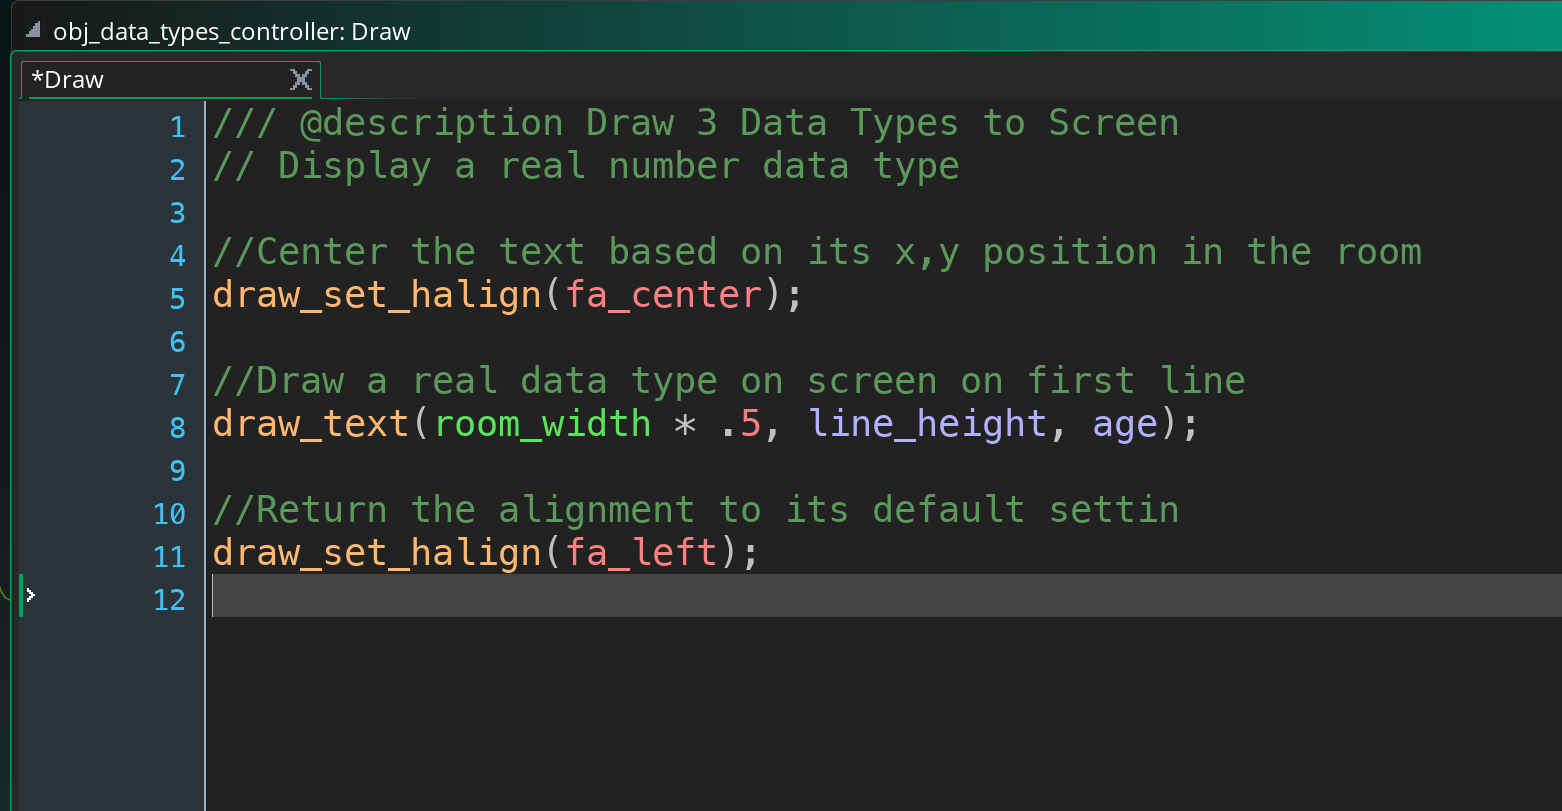 obj_data_types_controller: Draw
*Draw
1 /// @description Draw 3 Data Types to Screen
2 // Display a real number data type
3
4 //Center the text based on its x,y position in the room
5 draw_set_halign(fa_center);
6
7 //Draw a real data type on screen on first line
8 draw_text(room_width * .5, line_height, age);
9
10 //Return the alignment to its default settin
11 draw_set_halign(fa_left);
12